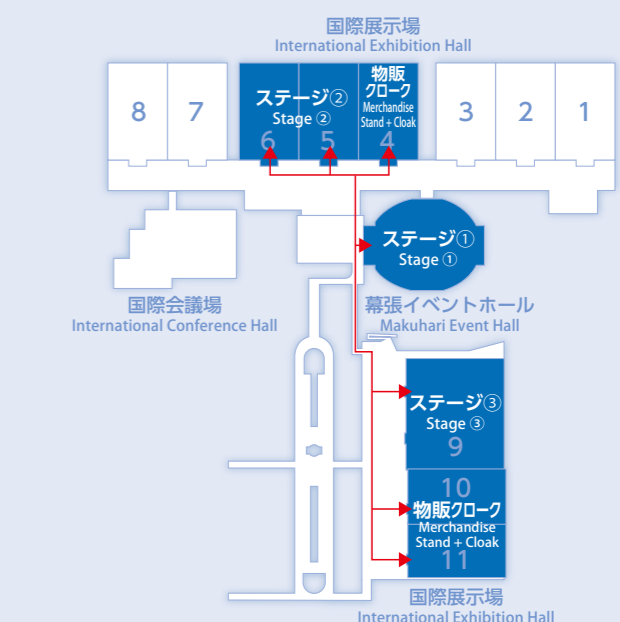 国際展示場
International Exhibition Hall
8
7
ステージ②
Stage ②
6
5
物販
クローク
Merchandise
Stand + Cloak
4
3
2
1
ステージ①
Stage ①
国際会議場
International Conference Hall
幕張イベントホール
Makuhari Event Hall
ステージ③
Stage ③
9
10
物販クローク
Merchandise
Stand + Cloak
11
国際展示場
International Exhibition Hall